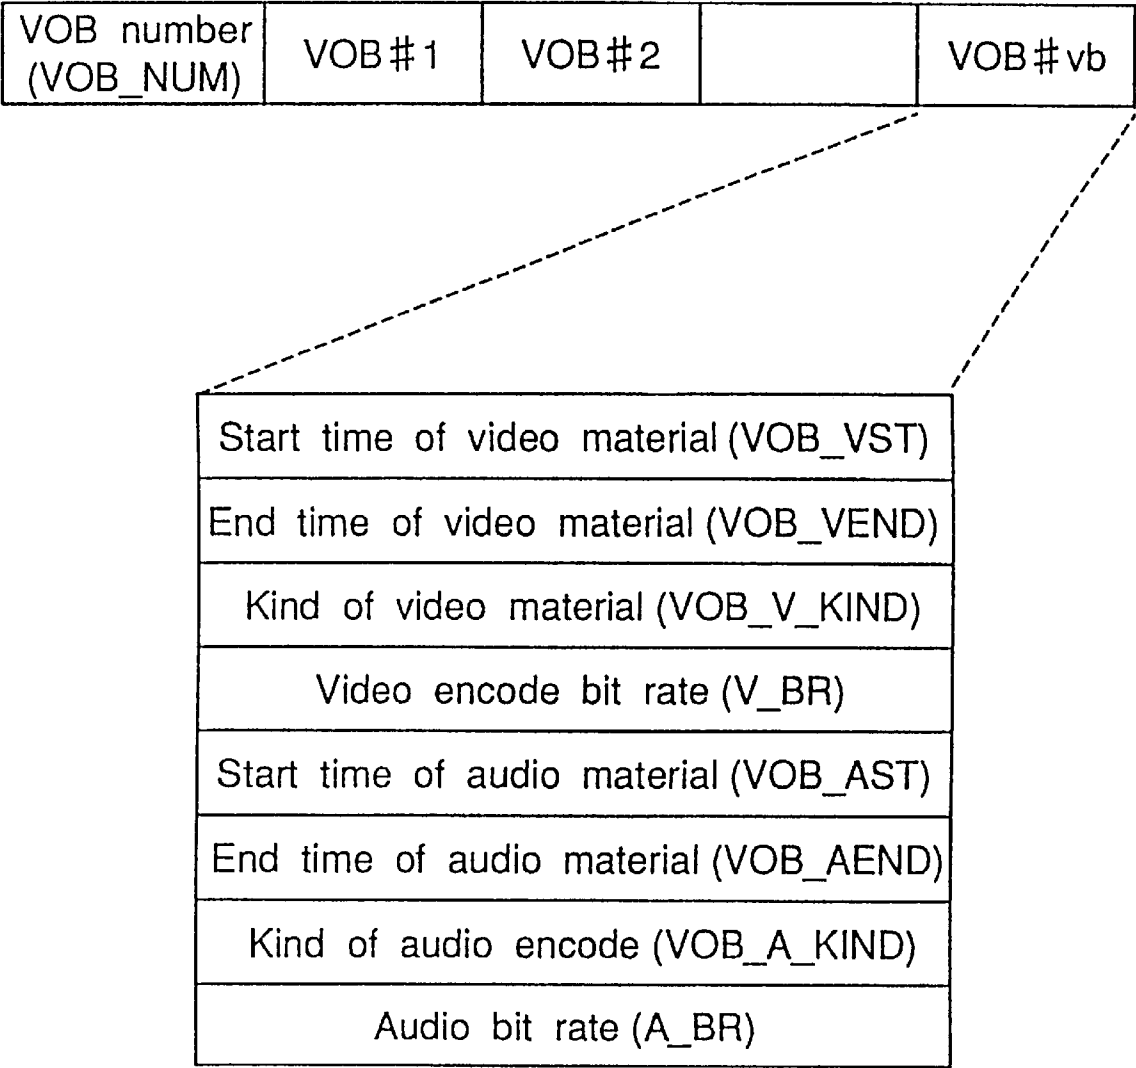 VOB number
(VOB_NUM)
VOB#1
VOB#2
VOB#vb
Start time of video material (VOB_VST)
End time of video material (VOB_VEND)
Kind of video material (VOB_V_KIND)
Video encode bit rate (V_BR)
Start time of audio material (VOB_AST)
End time of audio material (VOB_AEND)
Kind of audio encode (VOB_A_KIND)
Audio bit rate (A_BR)